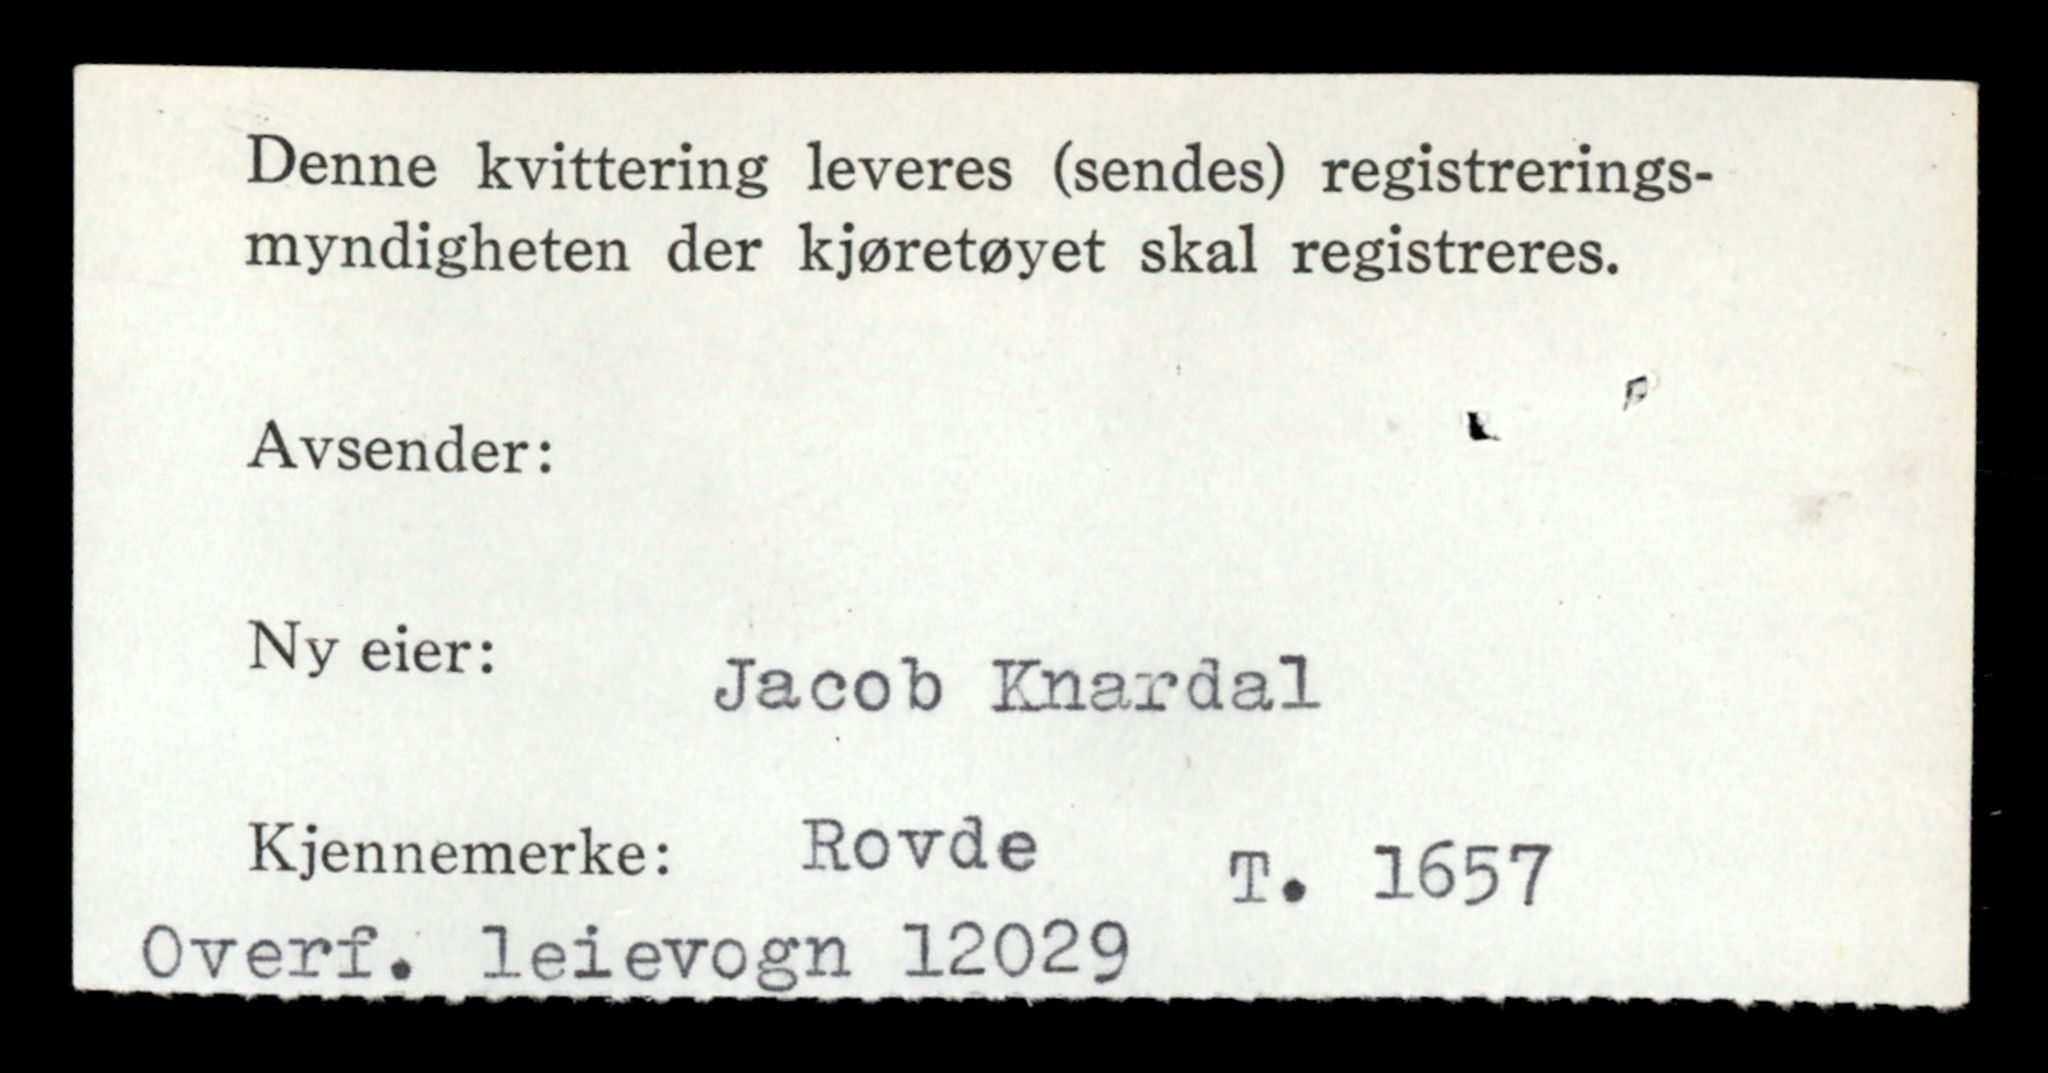 Denne kvittering leveres (sendes) registrerings-
myndigheten der kjøretøyet skal registreres.
Avsender:
Ny eier: Jacob Knardal
Kjennemerke: Rovde T. 1657
Overf. leievogn 12029